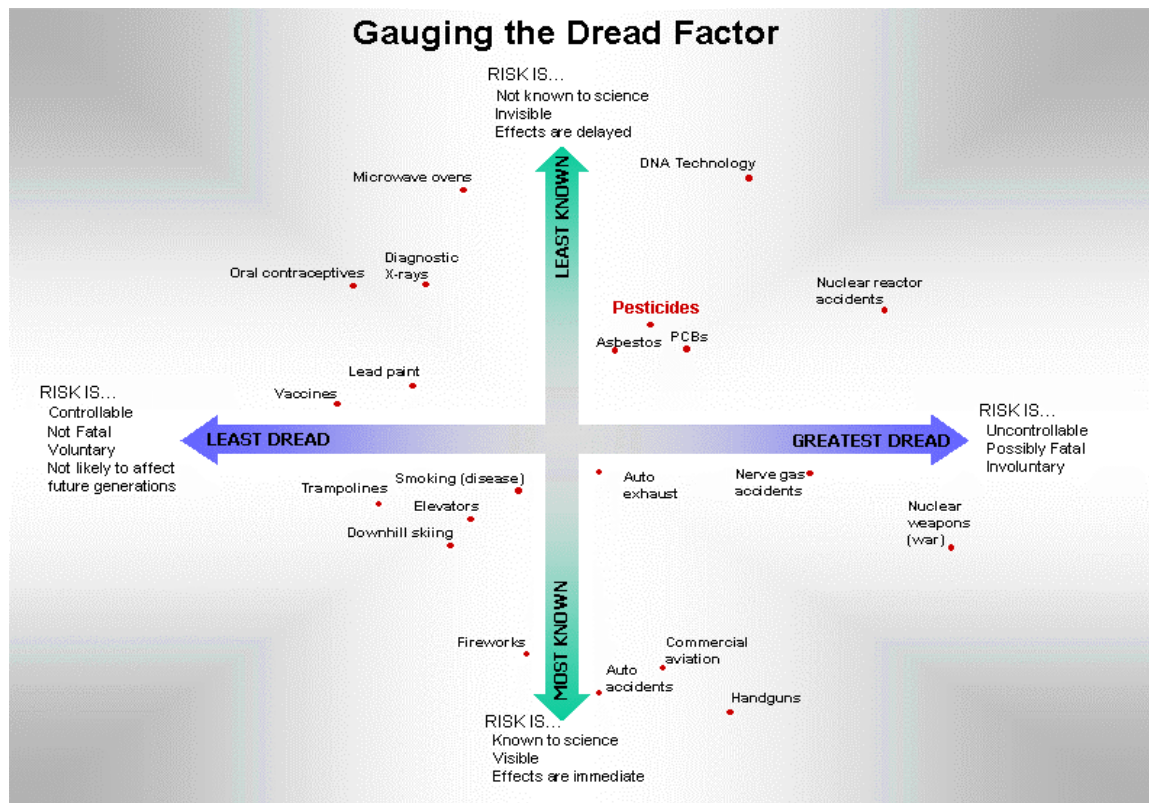 Gauging the Dread Factor
RISK IS...
Not known to science
Invisible
Effects are delayed
DNA Technology
Microwave ovens
LEAST KNOWN
Diagnostic
X-rays
Oral contraceptives
Nuclear reactor
accidents
Pesticides
Asbestos
PCBs
Lead paint
Vaccines
RISK IS...
Controllable
Not Fatal
Voluntary
Not likely to affect
future generations
LEAST DREAD
GREATEST DREAD
RISK IS...
Uncontrollable
Possibly Fatal
Involuntary
Smoking (disease)
Trampolines
Elevators
Downhill skiing
Auto
exhaust
Nerve gas
accidents
Nuclear
weapons
(war)
MOST KNOWN
Fireworks
Commercial
aviation
Auto
accidents
Handguns
RISK IS...
Known to science
Visible
Effects are immediate